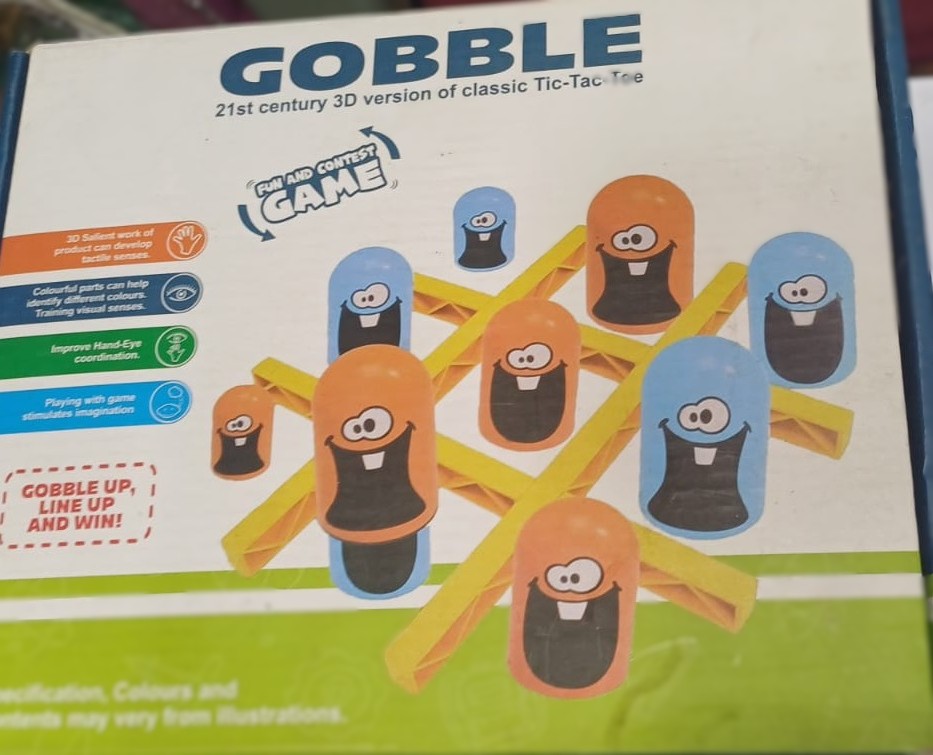 GOBBLE
21st century 3D version of classic Tic-Tac-Toe
FUN AND CONTEST
GAME
3D Salient work of
product can develop
tactile senses.
Colourful parts can help
identify different colours.
Training visual senses.
Improve Hand-Eye
coordination.
Playing with game
stimulates imagination
GOBBLE UP,
LINE UP
AND WIN!
Colours and
may very from illustrations.